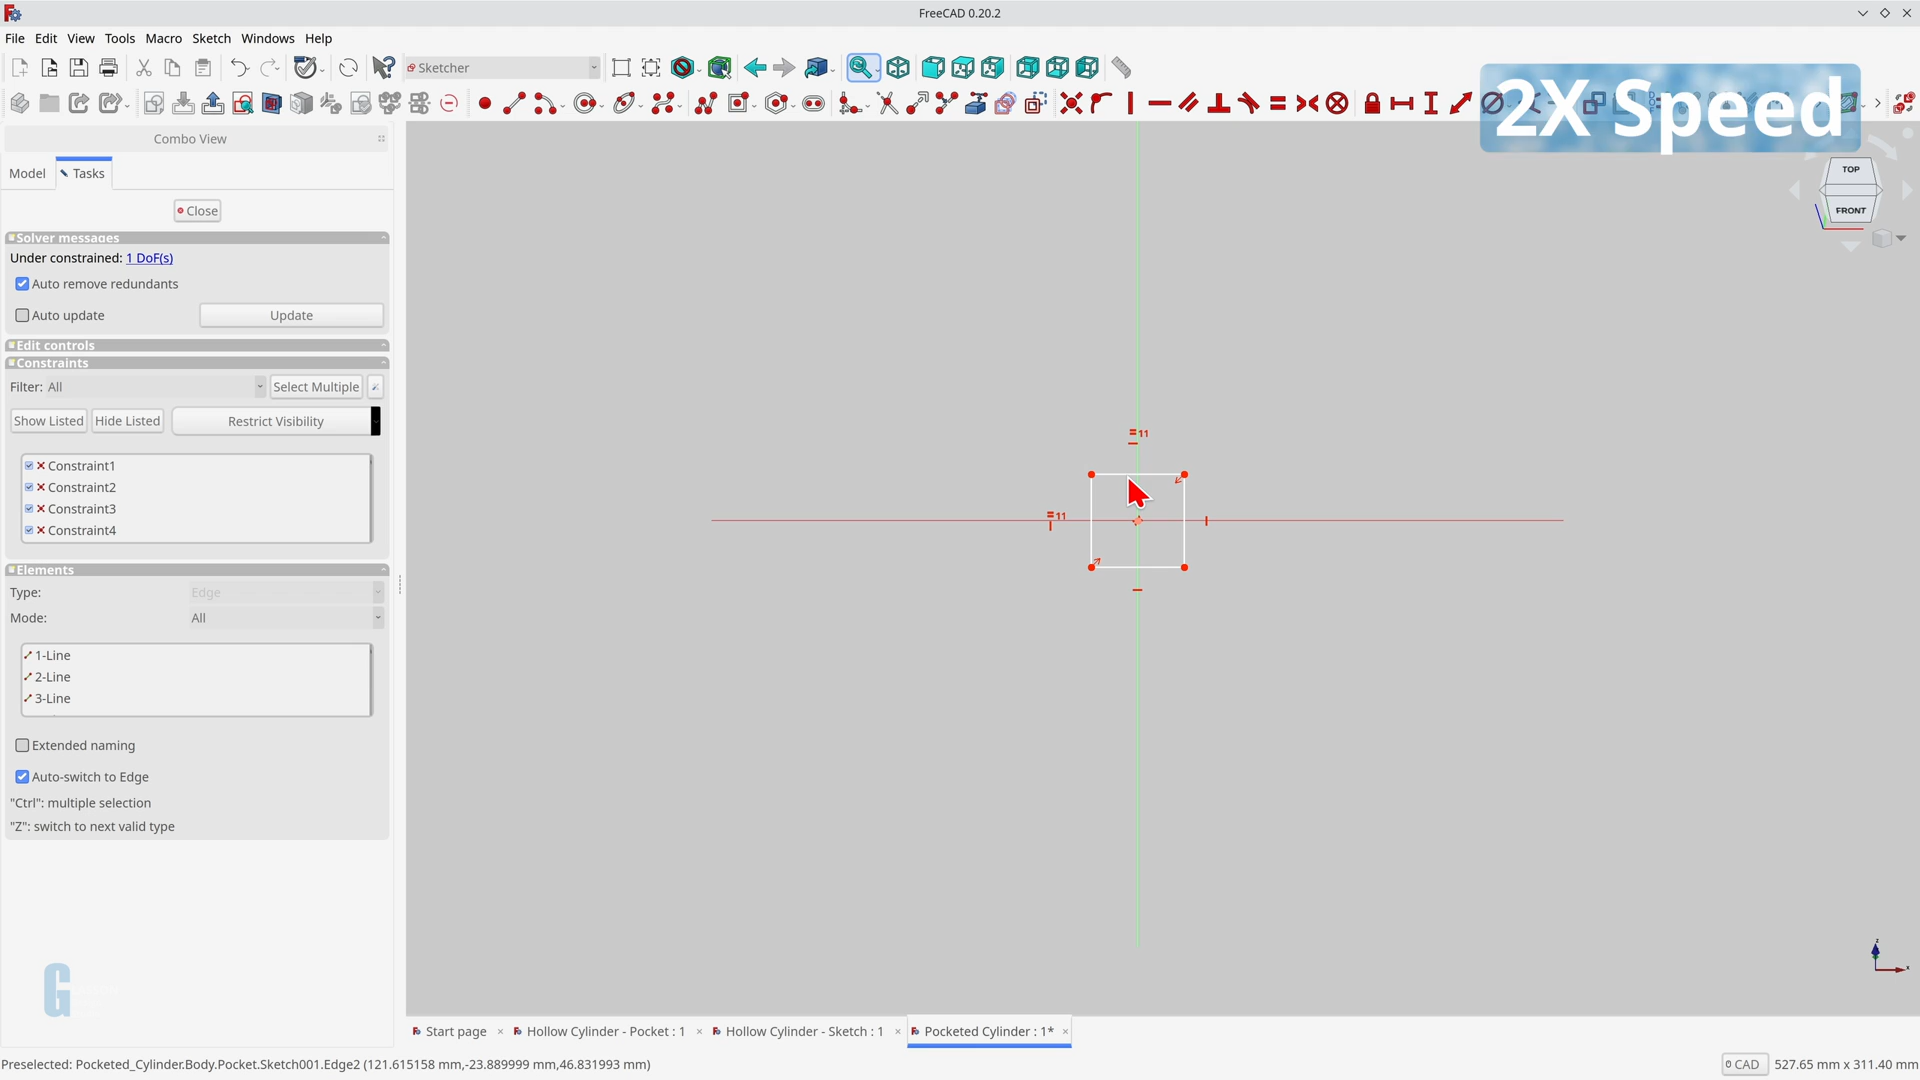 FreeCAD 0.20.2
File Edit View Tools Macro Sketch Windows Help
Sketcher
2X Speed
Combo View
Model
Tasks
Close
TOP
FRONT
Solver messages
Under constrained: 1 DoF(s)
Auto remove redundants
Auto update
Update
Edit controls
Constraints
Filter: All
Select Multiple
Show Listed
Hide Listed
Restrict Visibility
Constraint1
Constraint2
Constraint3
Constraint4
11
11
Elements
Type: Edge
Mode: All
1-Line
2-Line
3-Line
Extended naming
Auto-switch to Edge
"Ctrl": multiple selection
"Z": switch to next valid type
G
z
x
Start page
Hollow Cylinder - Pocket : 1
Hollow Cylinder - Sketch : 1
Pocketed Cylinder : 1*
Preselected: Pocketed_Cylinder.Body.Pocket.Sketch001.Edge2 (121.615158 mm,-23.889999 mm,46.831993 mm)
CAD
527.65 mm x 311.40 mm